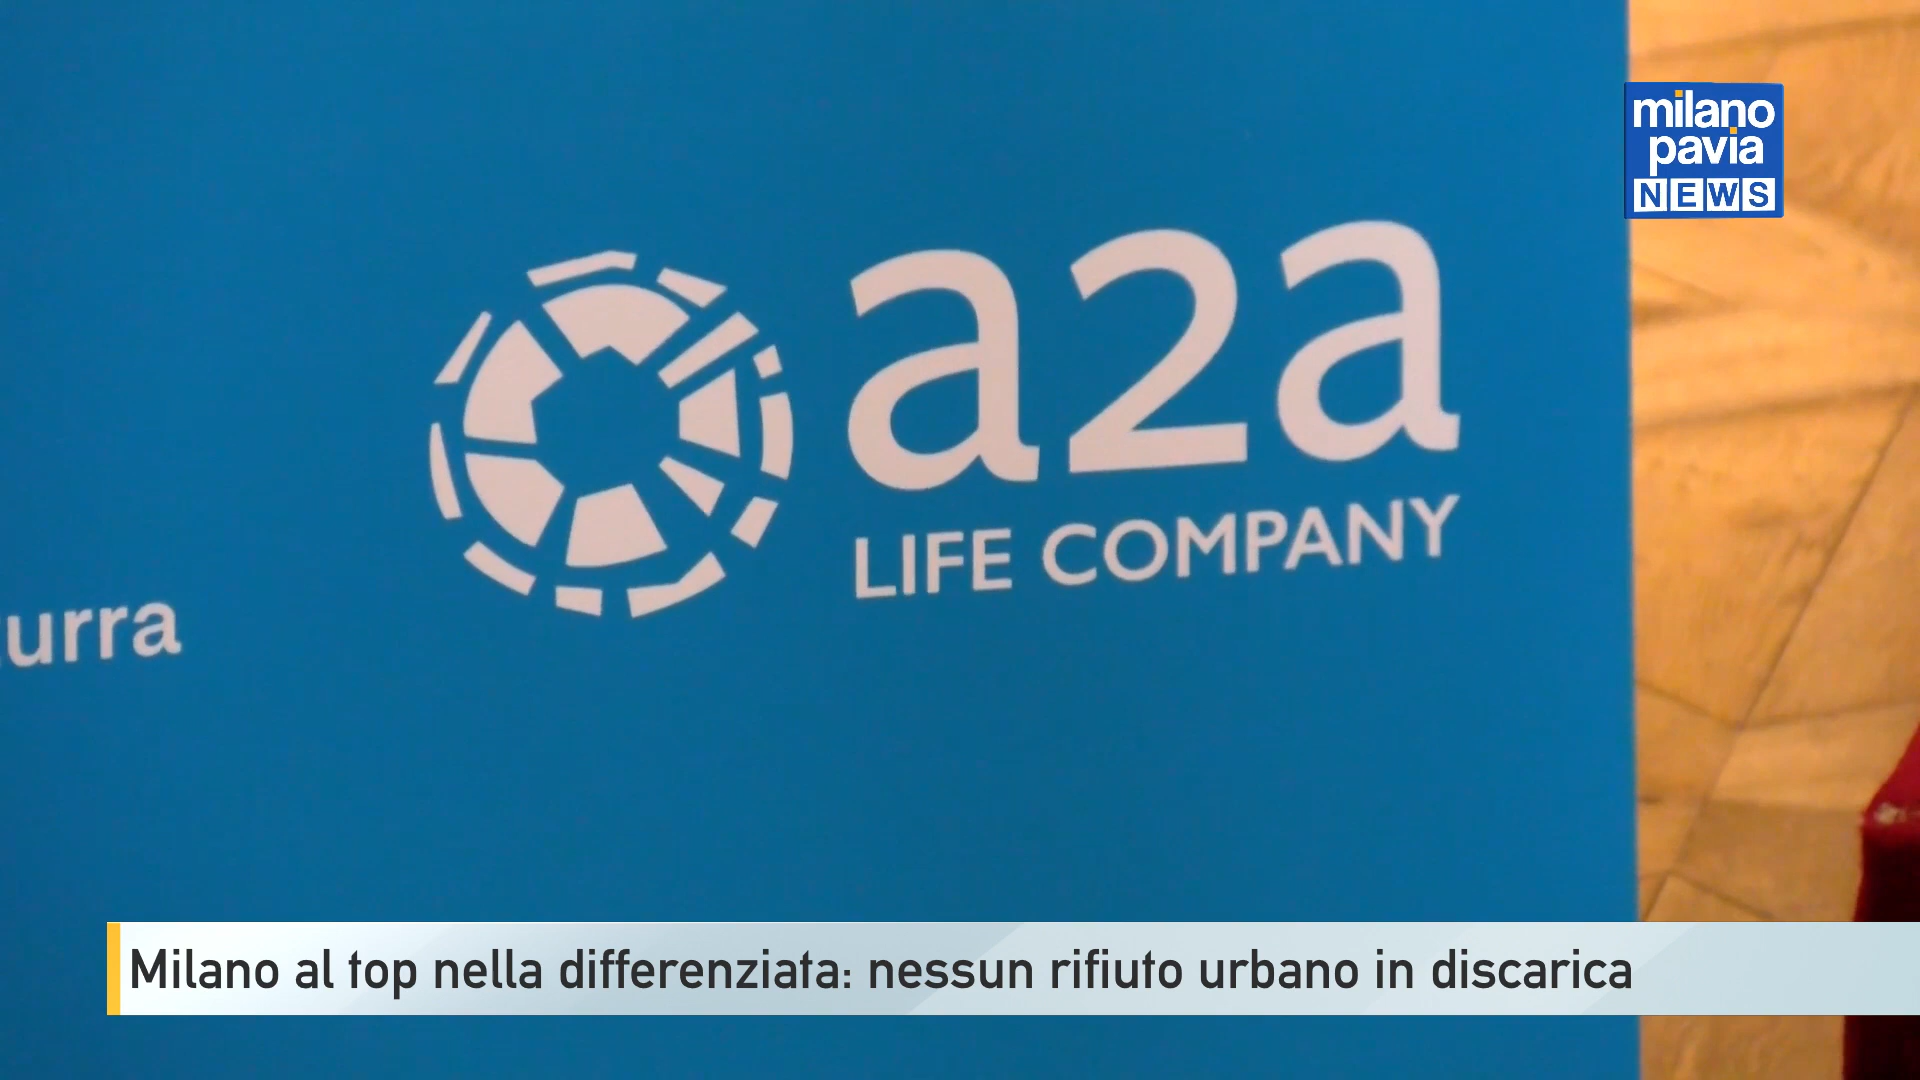 milano
pavia
NEWS
a2a
LIFE COMPANY
urra
Milano al top nella differenziata: nessun rifiuto urbano in discarica